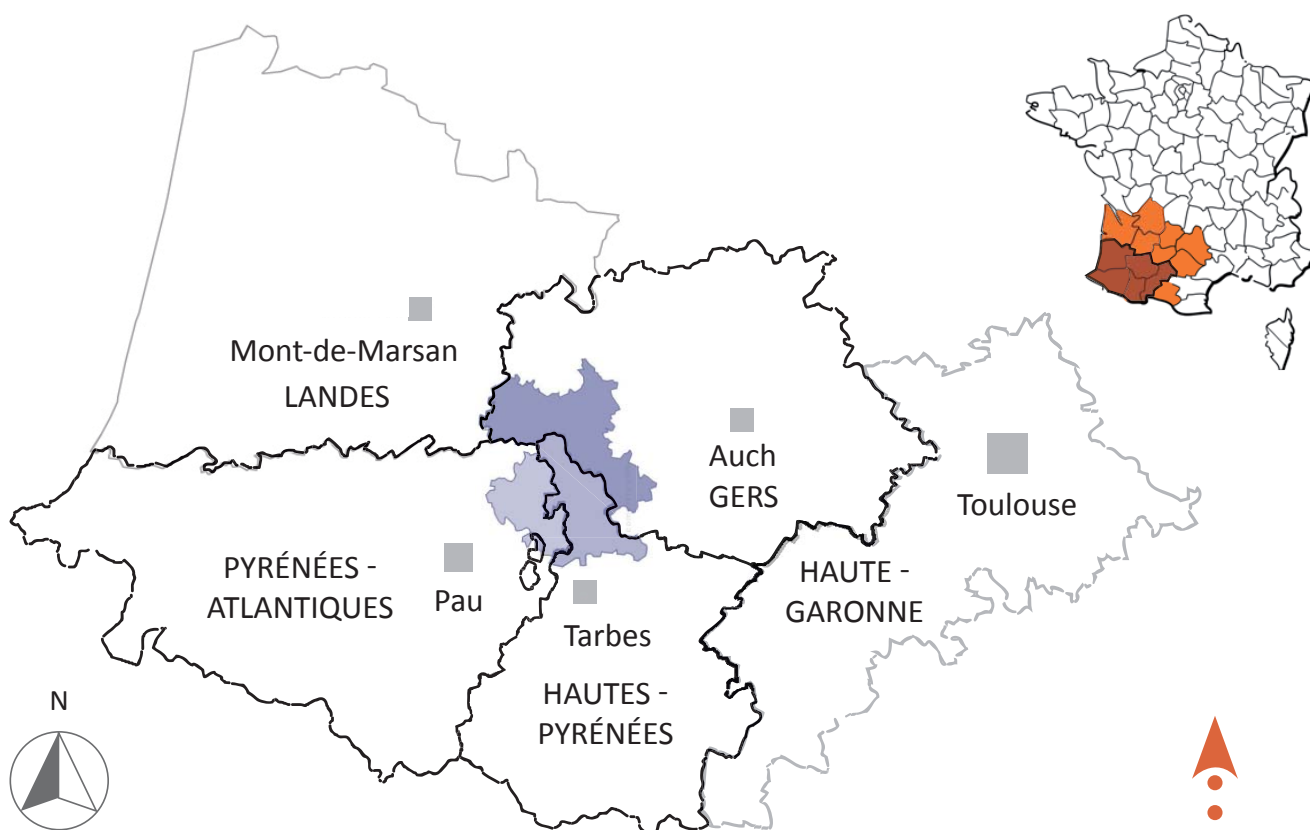 Mont-de-Marsan
LANDES
Auch
GERS
Toulouse
PYRÉNÉES -
ATLANTIQUES
Pau
HAUTE -
GARONNE
Tarbes
HAUTES -
PYRÉNÉES
N